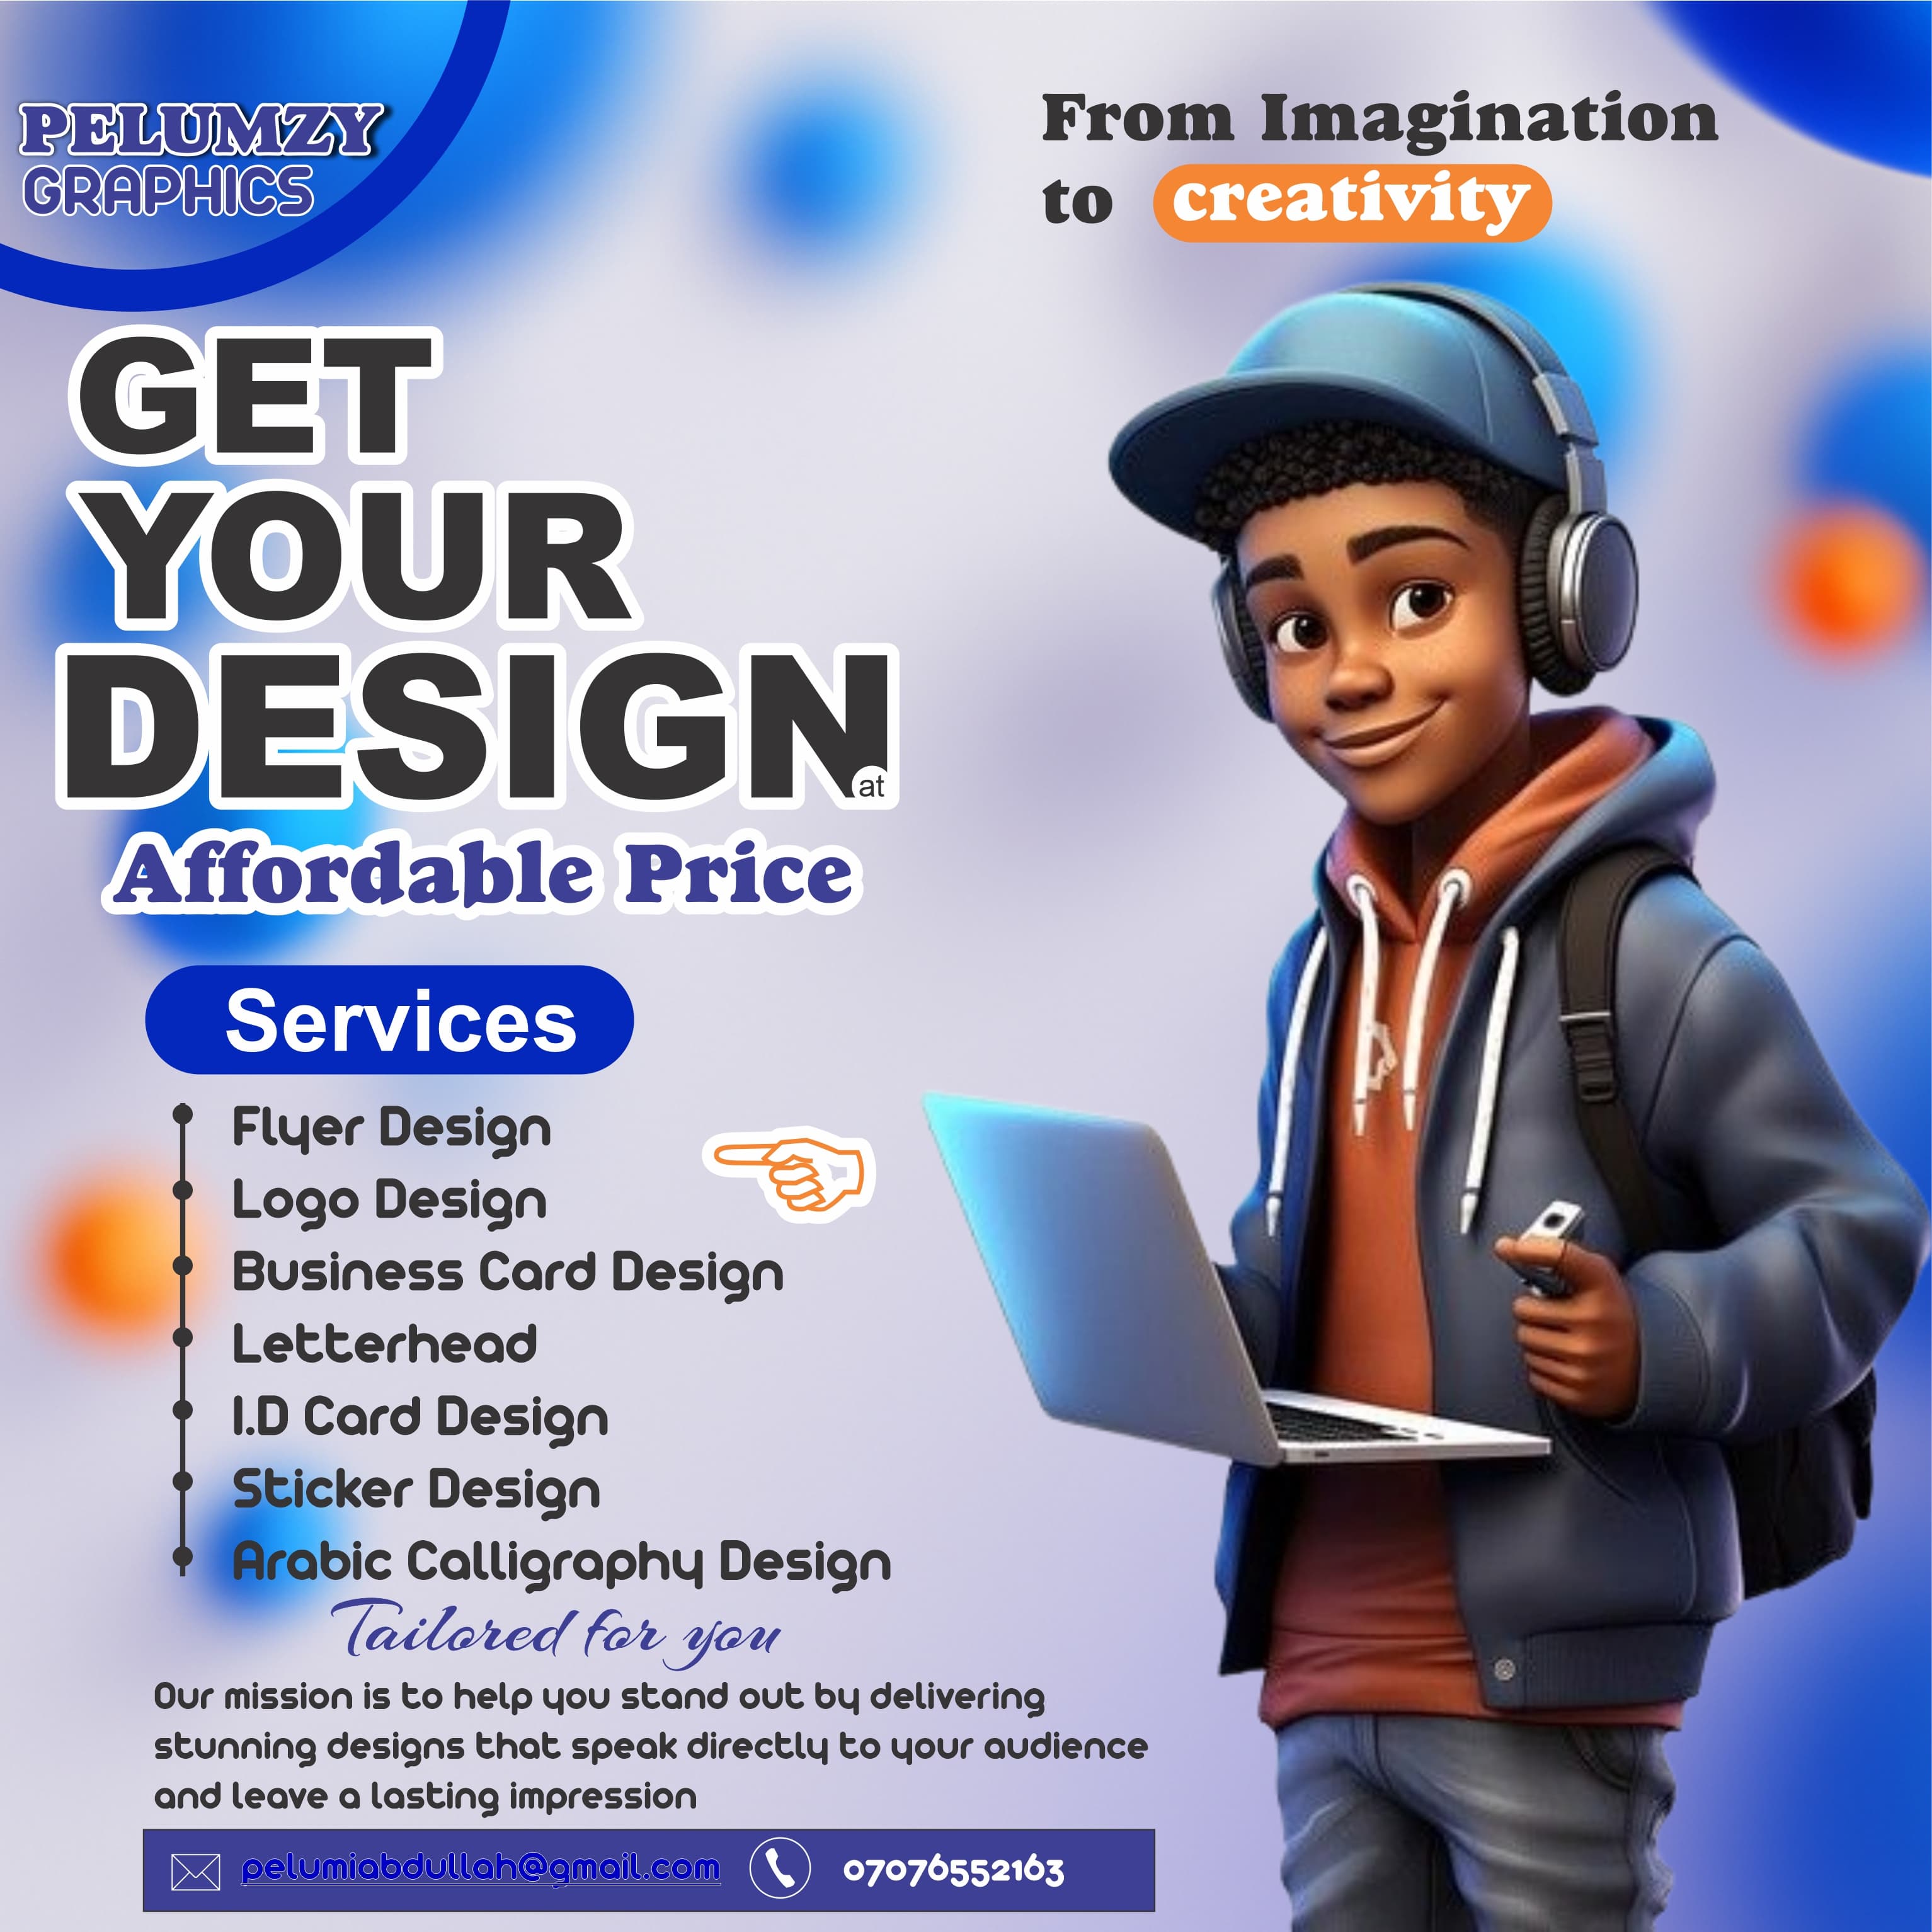 PELUMZY
GRAPHICS
From Imagination
to creativity
GET
YOUR
DESIGN
at
Affordable Price
Services
Flyer Design
Logo Design
Business Card Design
Letterhead
I.D Card Design
Sticker Design
Arabic Calligraphy Design
Tailored for you
Our mission is to help you stand out by delivering
stunning designs that speak directly to your audience
and leave a lasting impression
pelumiabdullah@gmail.com 07076552163